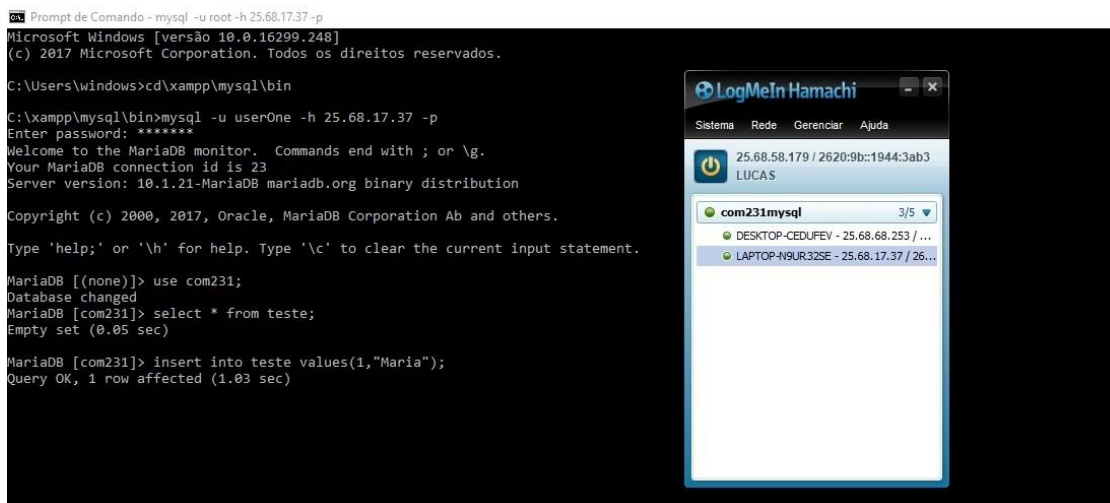 Prompt de Comando - mysql -u root -h 25.68.17.37 -p
Microsoft Windows [versão 10.0.16299.248]
(c) 2017 Microsoft Corporation. Todos os direitos reservados.
C:\Users\windows>cd\xampp\mysql\bin
C:\xampp\mysql\bin>mysql -u userOne -h 25.68.17.37 -p
Enter password: *******
Welcome to the MariaDB monitor.  Commands end with ; or \g.
Your MariaDB connection id is 23
Server version: 10.1.21-MariaDB mariadb.org binary distribution
Copyright (c) 2000, 2017, Oracle, MariaDB Corporation Ab and others.
Type 'help;' or '\h' for help. Type '\c' to clear the current input statement.
MariaDB [(none)]> use com231;
Database changed
MariaDB [com231]> select * from teste;
Empty set (0.05 sec)
MariaDB [com231]> insert into teste values(1,"Maria");
Query OK, 1 row affected (1.03 sec)
LogMeIn Hamachi
Sistema Rede Gerenciar Ajuda
25.68.58.179 / 2620:9b::1944:3ab3
LUCAS
com231mysql 3/5
DESKTOP-CEDUFEV - 25.68.68.253 / ...
LAPTOP-N9UR32SE - 25.68.17.37 / 26...